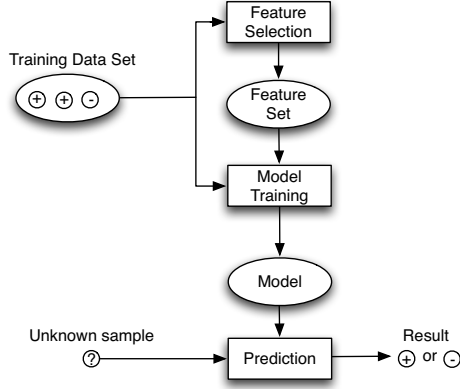 Feature
Selection
Training Data Set
+ + -
Feature
Set
Model
Training
Model
Unknown sample
?
Prediction
Result
+ or -